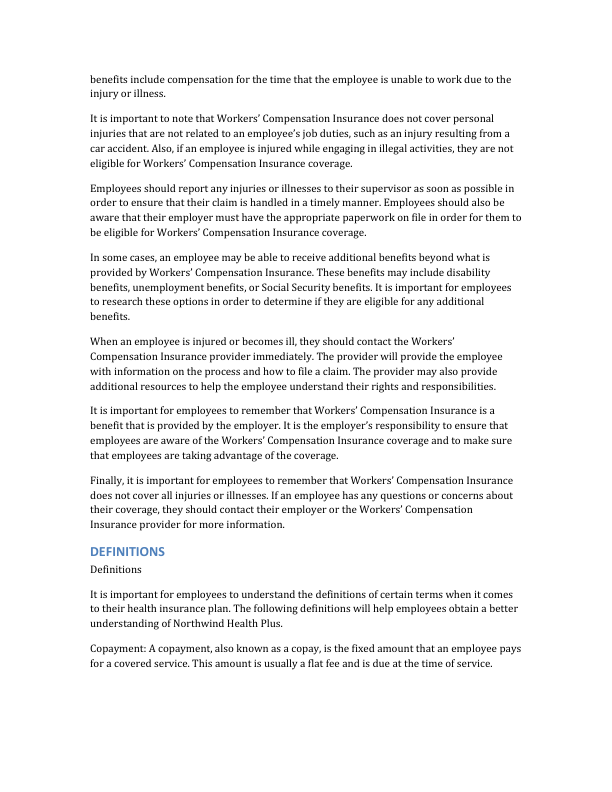 benefits include compensation for the time that the employee is unable to work due to the
injury or illness.
It is important to note that Workers’ Compensation Insurance does not cover personal
injuries that are not related to an employee’s job duties, such as an injury resulting from a
car accident. Also, if an employee is injured while engaging in illegal activities, they are not
eligible for Workers’ Compensation Insurance coverage.
Employees should report any injuries or illnesses to their supervisor as soon as possible in
order to ensure that their claim is handled in a timely manner. Employees should also be
aware that their employer must have the appropriate paperwork on file in order for them to
be eligible for Workers’ Compensation Insurance coverage.
In some cases, an employee may be able to receive additional benefits beyond what is
provided by Workers’ Compensation Insurance. These benefits may include disability
benefits, unemployment benefits, or Social Security benefits. It is important for employees
to research these options in order to determine if they are eligible for any additional
benefits.
When an employee is injured or becomes ill, they should contact the Workers’
Compensation Insurance provider immediately. The provider will provide the employee
with information on the process and how to file a claim. The provider may also provide
additional resources to help the employee understand their rights and responsibilities.
It is important for employees to remember that Workers’ Compensation Insurance is a
benefit that is provided by the employer. It is the employer’s responsibility to ensure that
employees are aware of the Workers’ Compensation Insurance coverage and to make sure
that employees are taking advantage of the coverage.
Finally, it is important for employees to remember that Workers’ Compensation Insurance
does not cover all injuries or illnesses. If an employee has any questions or concerns about
their coverage, they should contact their employer or the Workers’ Compensation
Insurance provider for more information.
DEFINITIONS
Definitions
It is important for employees to understand the definitions of certain terms when it comes
to their health insurance plan. The following definitions will help employees obtain a better
understanding of Northwind Health Plus.
Copayment: A copayment, also known as a copay, is the fixed amount that an employee pays
for a covered service. This amount is usually a flat fee and is due at the time of service.